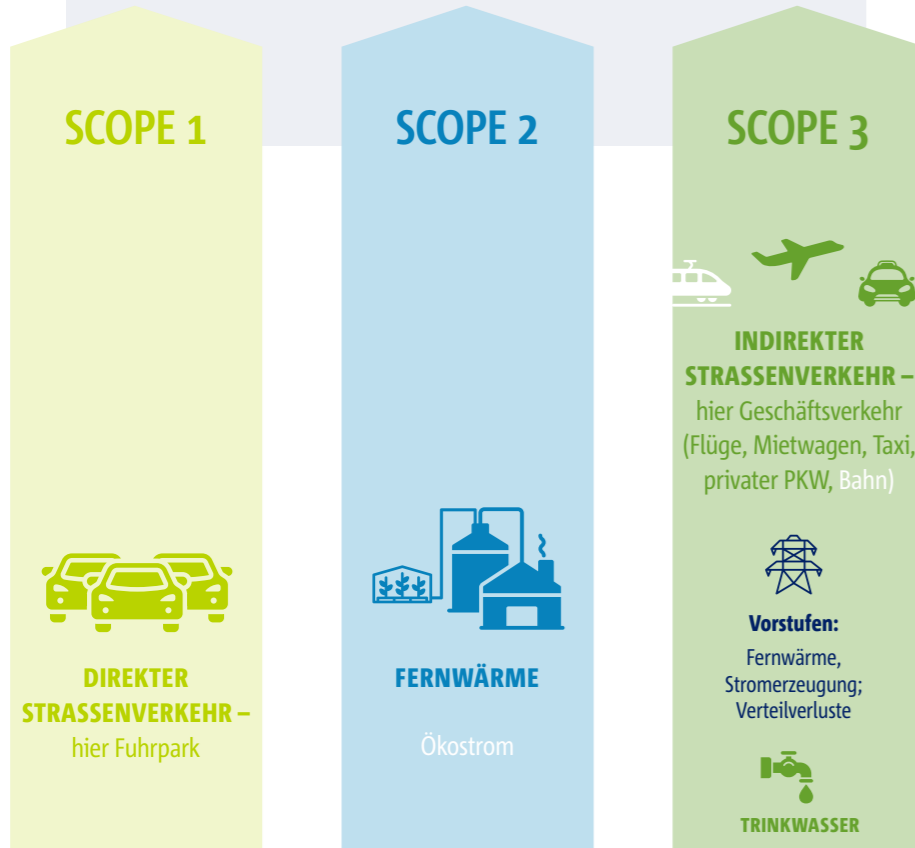 SCOPE 1
DIREKTER
STRASSENVERKEHR –
hier Fuhrpark
SCOPE 2
FERNWÄRME
Ökostrom
SCOPE 3
INDIREKTER
STRASSENVERKEHR –
hier Geschäftsverkehr
(Flüge, Mietwagen, Taxi,
privater PKW, Bahn)
Vorstufen:
Fernwärme,
Stromerzeugung;
Verteilverluste
TRINKWASSER